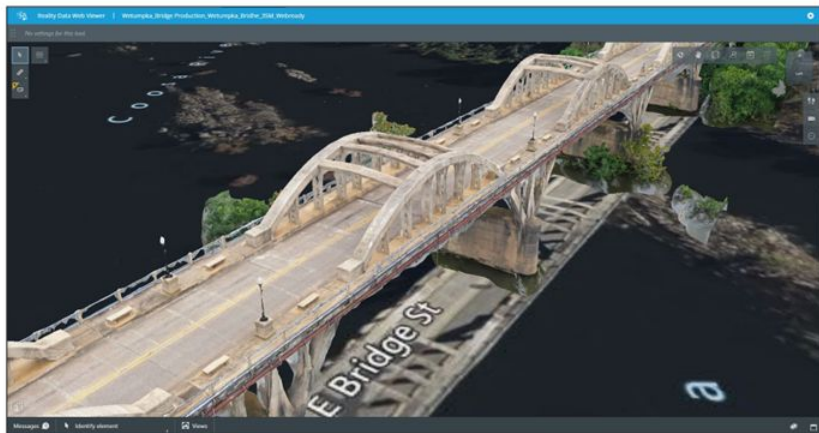 Reality Data Web Viewer | Wetumpka_Bridge Production_Wetumpka_Bridhe_3SM_Webready
No settings for this tool
C o o
E Bridge St
a
Messages
Identify element
Views